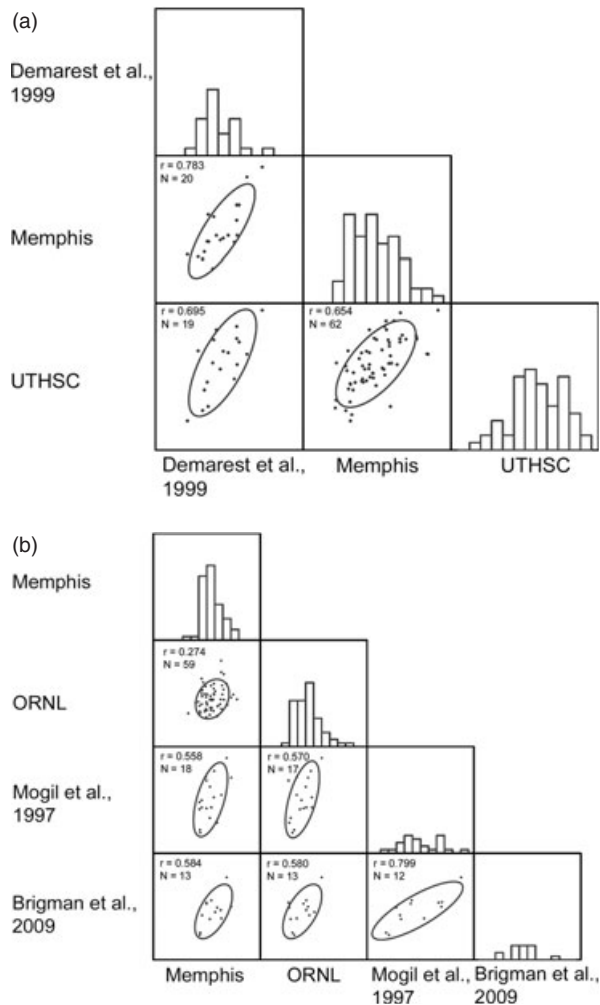 (a)
Demarest et al.,
1999
r = 0.783
N = 20
Memphis
r = 0.695
N = 19
r = 0.654
N = 62
UTHSC
Demarest et al.,
1999
Memphis
UTHSC
(b)
Memphis
r = 0.274
N = 59
ORNL
r = 0.558
N = 18
r = 0.570
N = 17
Mogil et al.,
1997
r = 0.584
N = 13
r = 0.580
N = 13
r = 0.799
N = 12
Brigman et al.,
2009
Memphis
ORNL
Mogil et al.,
1997
Brigman et al.,
2009